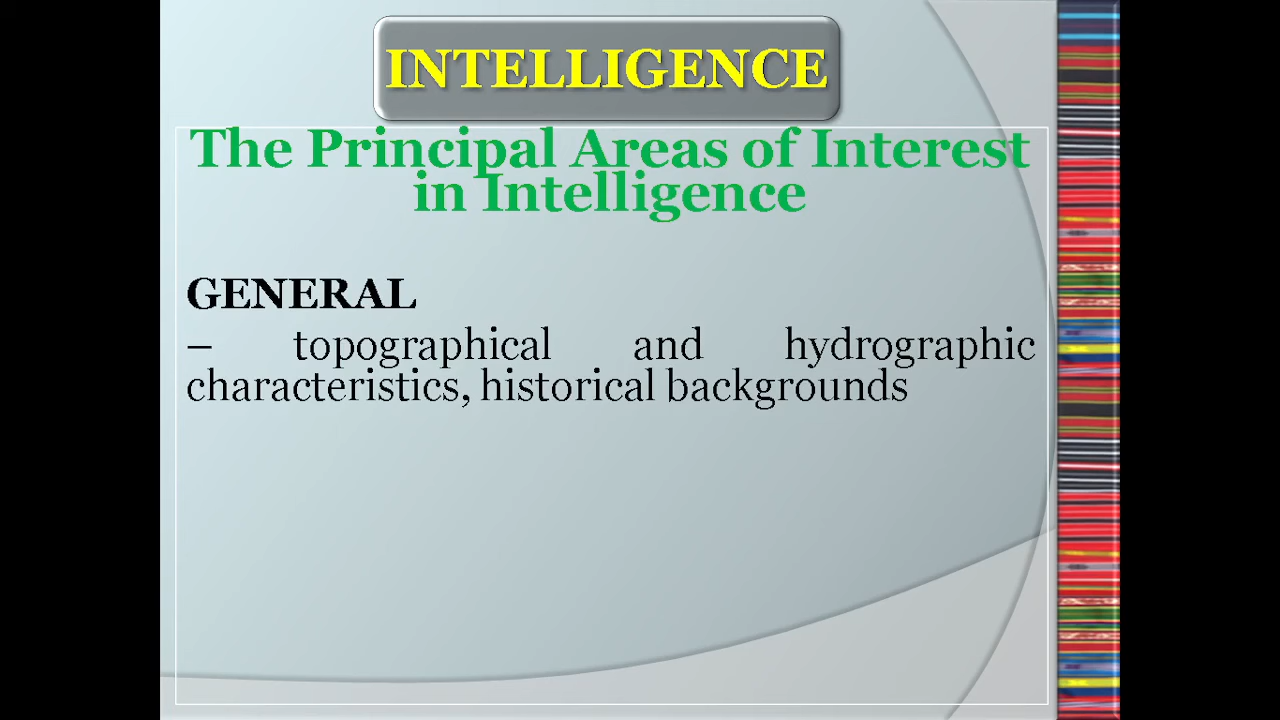 INTELLIGENCE
The Principal Areas of Interest
in Intelligence
GENERAL
– topographical and hydrographic
characteristics, historical backgrounds